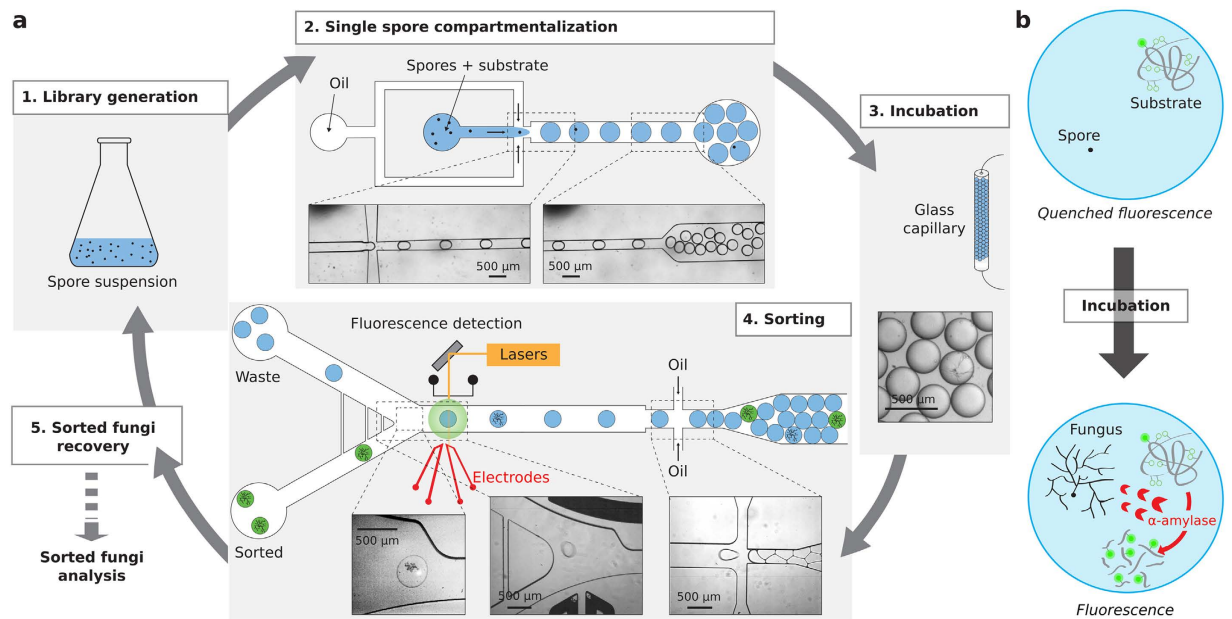 a
1. Library generation
Spore suspension
2. Single spore compartmentalization
Oil
Spores + substrate
500 µm
500 µm
3. Incubation
Glass
capillary
500 µm
4. Sorting
Fluorescence detection
Lasers
Waste
Sorted
Electrodes
Oil
Oil
500 µm
500 µm
500 µm
5. Sorted fungi
recovery
Sorted fungi
analysis
b
Substrate
Spore
Quenched fluorescence
Incubation
Fungus
α-amylase
Fluorescence